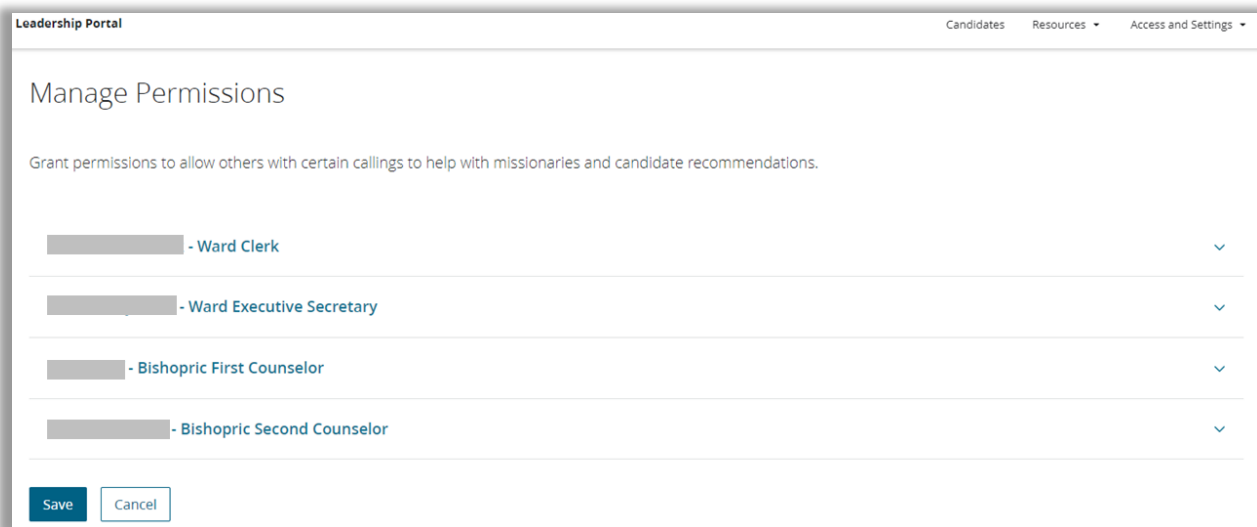 Leadership Portal Candidates Resources Access and Settings
Manage Permissions
Grant permissions to allow others with certain callings to help with missionaries and candidate recommendations.
- Ward Clerk
- Ward Executive Secretary
- Bishopric First Counselor
- Bishopric Second Counselor
Save Cancel